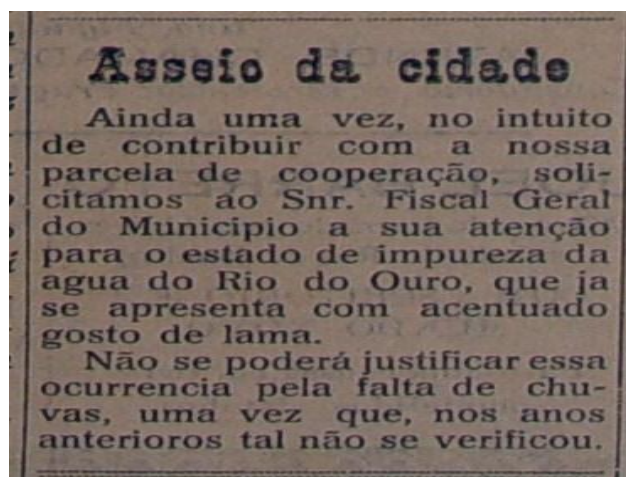 Asseio da cidade
Ainda uma vez, no intuito
de contribuir com a nossa
parcela de cooperação, soli-
citamos ao Snr. Fiscal Geral
do Municipio a sua atenção
para o estado de impureza da
agua do Rio do Ouro, que ja
se apresenta com acentuado
gosto de lama.
Não se poderá justificar essa
ocurrencia pela falta de chu-
vas, uma vez que, nos anos
anterioros tal não se verificou.